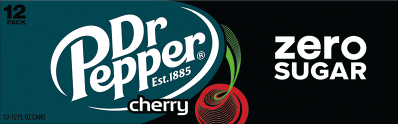 12
PACK
Dr
Pepper®
Est.1885
cherry
zero
SUGAR
12-12 FL OZ CANS